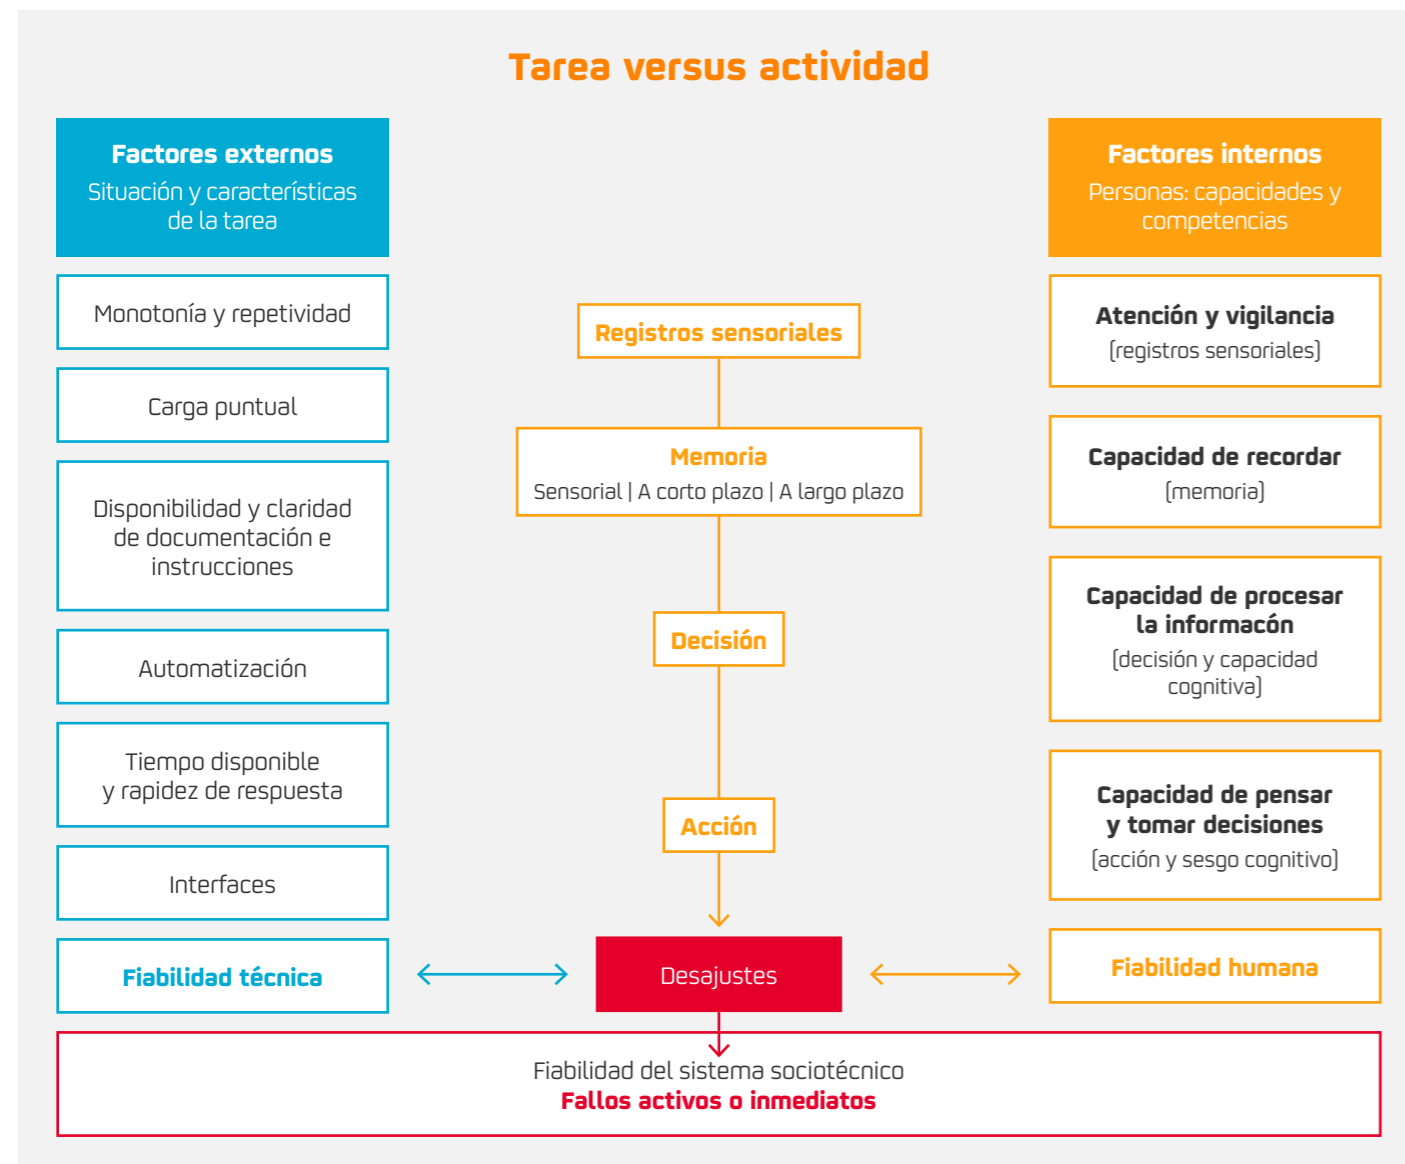 Tarea versus actividad
Factores externos
Situación y características
de la tarea
Monotonía y repetividad
Carga puntual
Disponibilidad y claridad
de documentación e
instrucciones
Automatización
Tiempo disponible
y rapidez de respuesta
Interfaces
Fiabilidad técnica
Registros sensoriales
Memoria
Sensorial | A corto plazo | A largo plazo
Decisión
Acción
Desajustes
Factores internos
Personas: capacidades y
competencias
Atención y vigilancia
(registros sensoriales)
Capacidad de recordar
(memoria)
Capacidad de procesar
la informacón
(decisión y capacidad
cognitiva)
Capacidad de pensar
y tomar decisiones
(acción y sesgo cognitivo)
Fiabilidad humana
Fiabilidad del sistema sociotécnico
Fallos activos o inmediatos